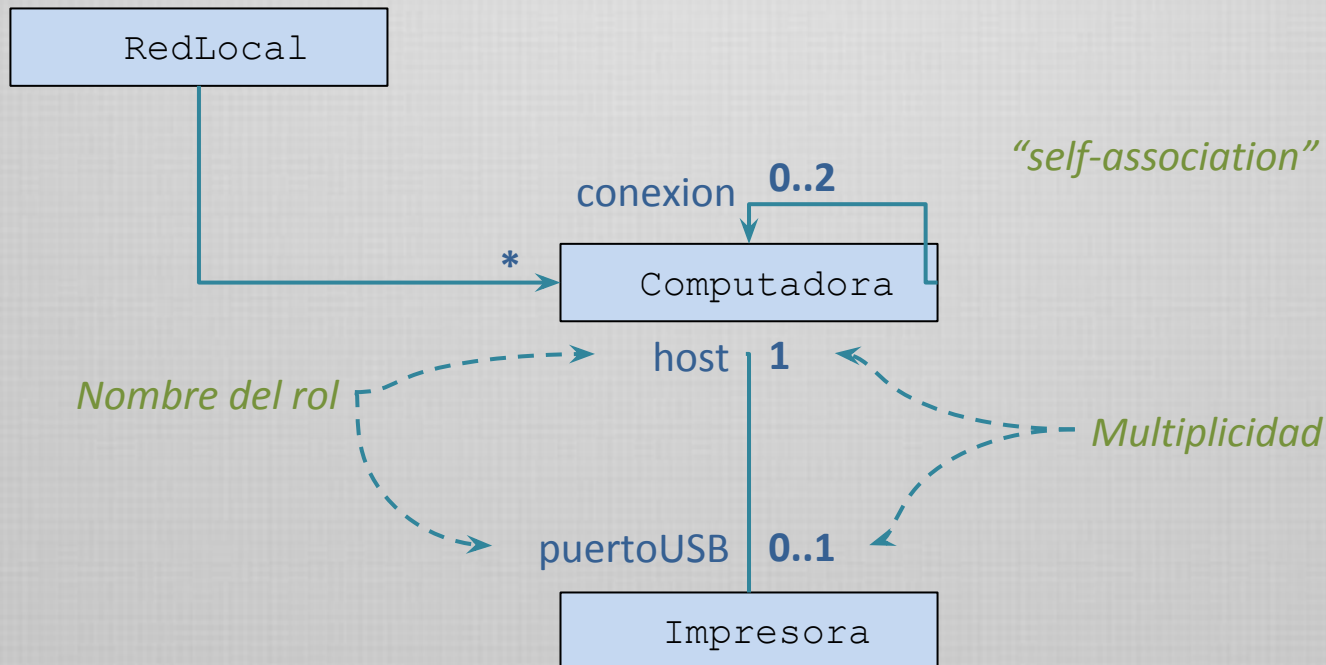 RedLocal
“self-association”
conexion 0..2
*
Computadora
host 1
Nombre del rol
Multiplicidad
puertoUSB 0..1
Impresora